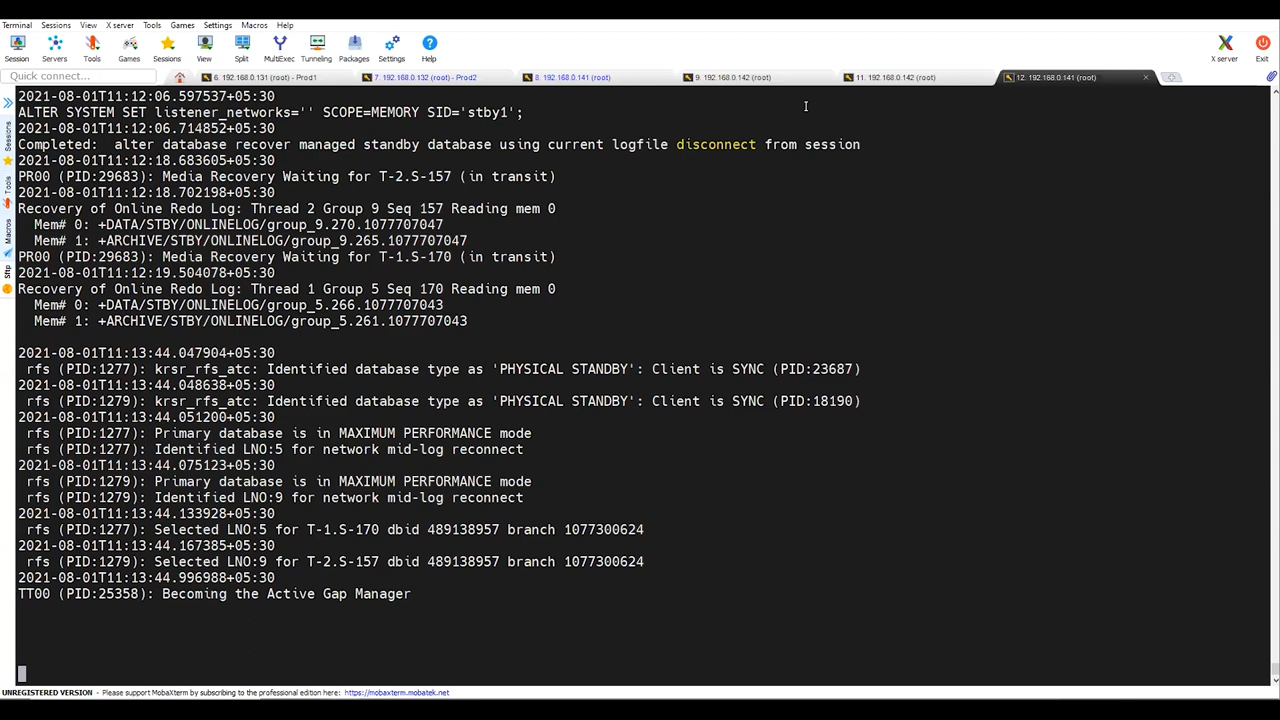 Terminal Sessions View X server Tools Games Settings Macros Help
Session Servers Tools Games Sessions View Split MultiExec Tunneling Packages Settings Help X server Exit
Quick connect... 6. 192.168.0.131 (root) - Prod1 7. 192.168.0.132 (root) - Prod2 8. 192.168.0.141 (root) 9. 192.168.0.142 (root) 11. 192.168.0.142 (root) 12. 192.168.0.141 (root)
Sessions
Tools
Macros
Sftp
2021-08-01T11:12:06.597537+05:30
ALTER SYSTEM SET listener_networks='' SCOPE=MEMORY SID='stby1';
2021-08-01T11:12:06.714852+05:30
Completed:  alter database recover managed standby database using current logfile disconnect from session
2021-08-01T11:12:18.683605+05:30
PR00 (PID:29683): Media Recovery Waiting for T-2.S-157 (in transit)
2021-08-01T11:12:18.702198+05:30
Recovery of Online Redo Log: Thread 2 Group 9 Seq 157 Reading mem 0
  Mem# 0: +DATA/STBY/ONLINELOG/group_9.270.1077707047
  Mem# 1: +ARCHIVE/STBY/ONLINELOG/group_9.265.1077707047
PR00 (PID:29683): Media Recovery Waiting for T-1.S-170 (in transit)
2021-08-01T11:12:19.504078+05:30
Recovery of Online Redo Log: Thread 1 Group 5 Seq 170 Reading mem 0
  Mem# 0: +DATA/STBY/ONLINELOG/group_5.266.1077707043
  Mem# 1: +ARCHIVE/STBY/ONLINELOG/group_5.261.1077707043
2021-08-01T11:13:44.047904+05:30
 rfs (PID:1277): krsr_rfs_atc: Identified database type as 'PHYSICAL STANDBY': Client is SYNC (PID:23687)
2021-08-01T11:13:44.048638+05:30
 rfs (PID:1279): krsr_rfs_atc: Identified database type as 'PHYSICAL STANDBY': Client is SYNC (PID:18190)
2021-08-01T11:13:44.051200+05:30
 rfs (PID:1277): Primary database is in MAXIMUM PERFORMANCE mode
 rfs (PID:1277): Identified LNO:5 for network mid-log reconnect
2021-08-01T11:13:44.075123+05:30
 rfs (PID:1279): Primary database is in MAXIMUM PERFORMANCE mode
 rfs (PID:1279): Identified LNO:9 for network mid-log reconnect
2021-08-01T11:13:44.133928+05:30
 rfs (PID:1277): Selected LNO:5 for T-1.S-170 dbid 489138957 branch 1077300624
2021-08-01T11:13:44.167385+05:30
 rfs (PID:1279): Selected LNO:9 for T-2.S-157 dbid 489138957 branch 1077300624
2021-08-01T11:13:44.996988+05:30
TT00 (PID:25358): Becoming the Active Gap Manager
UNREGISTERED VERSION - Please support MobaXterm by subscribing to the professional edition here: https://mobaxterm.mobatek.net